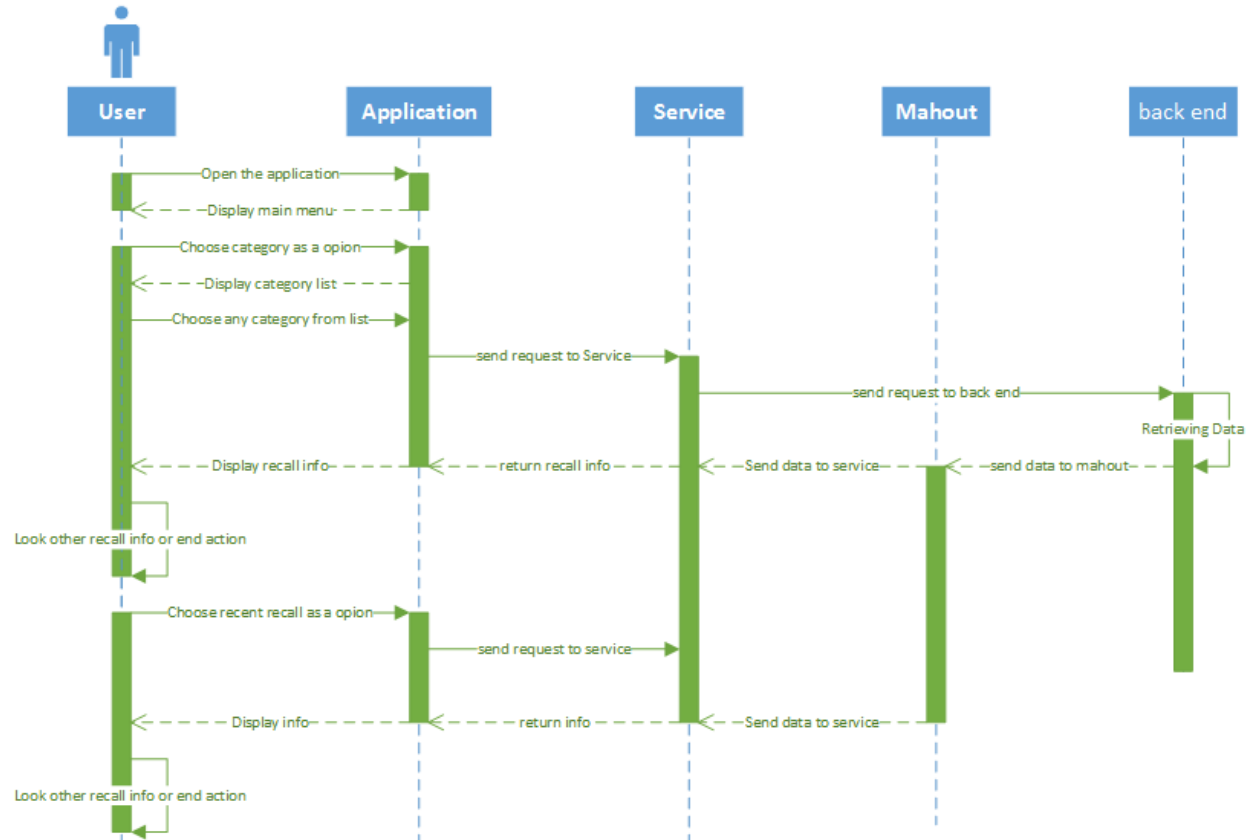 User
Application
Service
Mahout
back end
Open the application
Display main menu
Choose category as a opion
Display category list
Choose any category from list
send request to Service
send request to back end
Retrieving Data
Display recall info
return recall info
Send data to service
send data to mahout
Look other recall info or end action
Choose recent recall as a opion
send request to service
Display info
return info
Send data to service
Look other recall info or end action